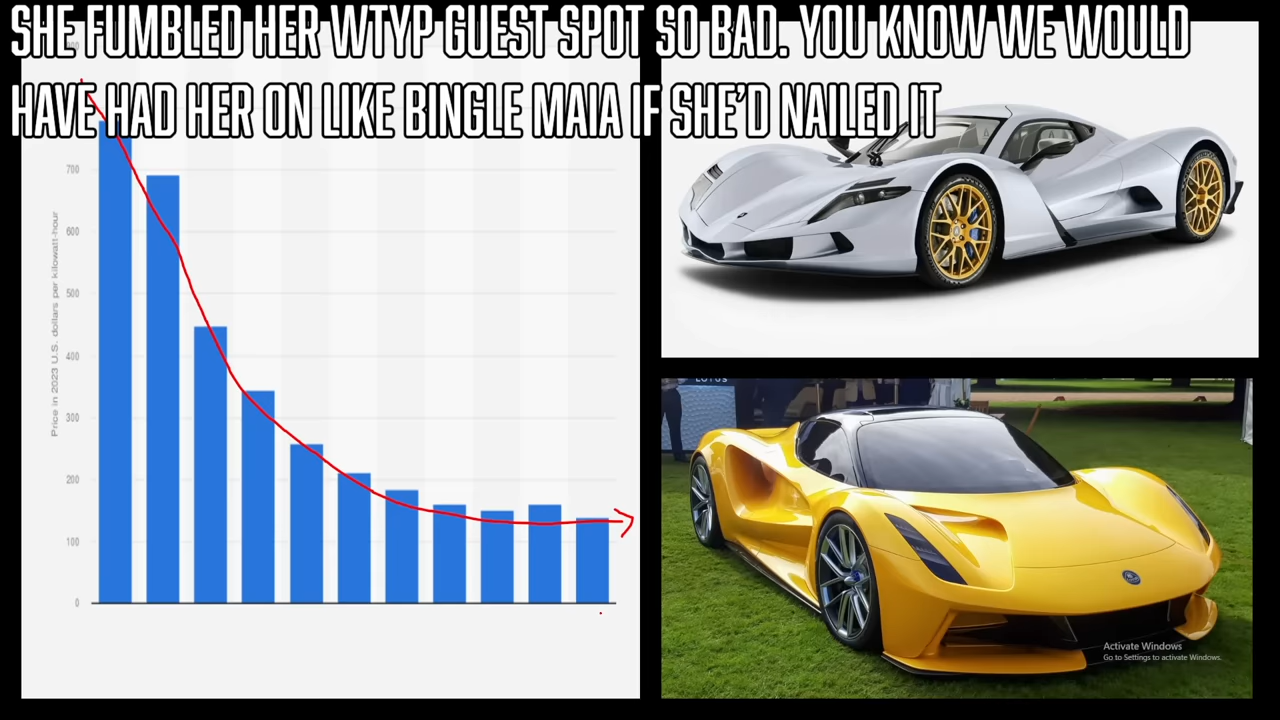 SHE FUMBLED HER WTYP GUEST SPOT SO BAD. YOU KNOW WE WOULD
HAVE HAD HER ON LIKE BINGLE MAIA IF SHE'D NAILED IT
700
600
500
400
300
200
100
0
Price in 2023 U.S. dollars per kilowatt-hour
LOTUS
Activate Windows
Go to Settings to activate Windows.